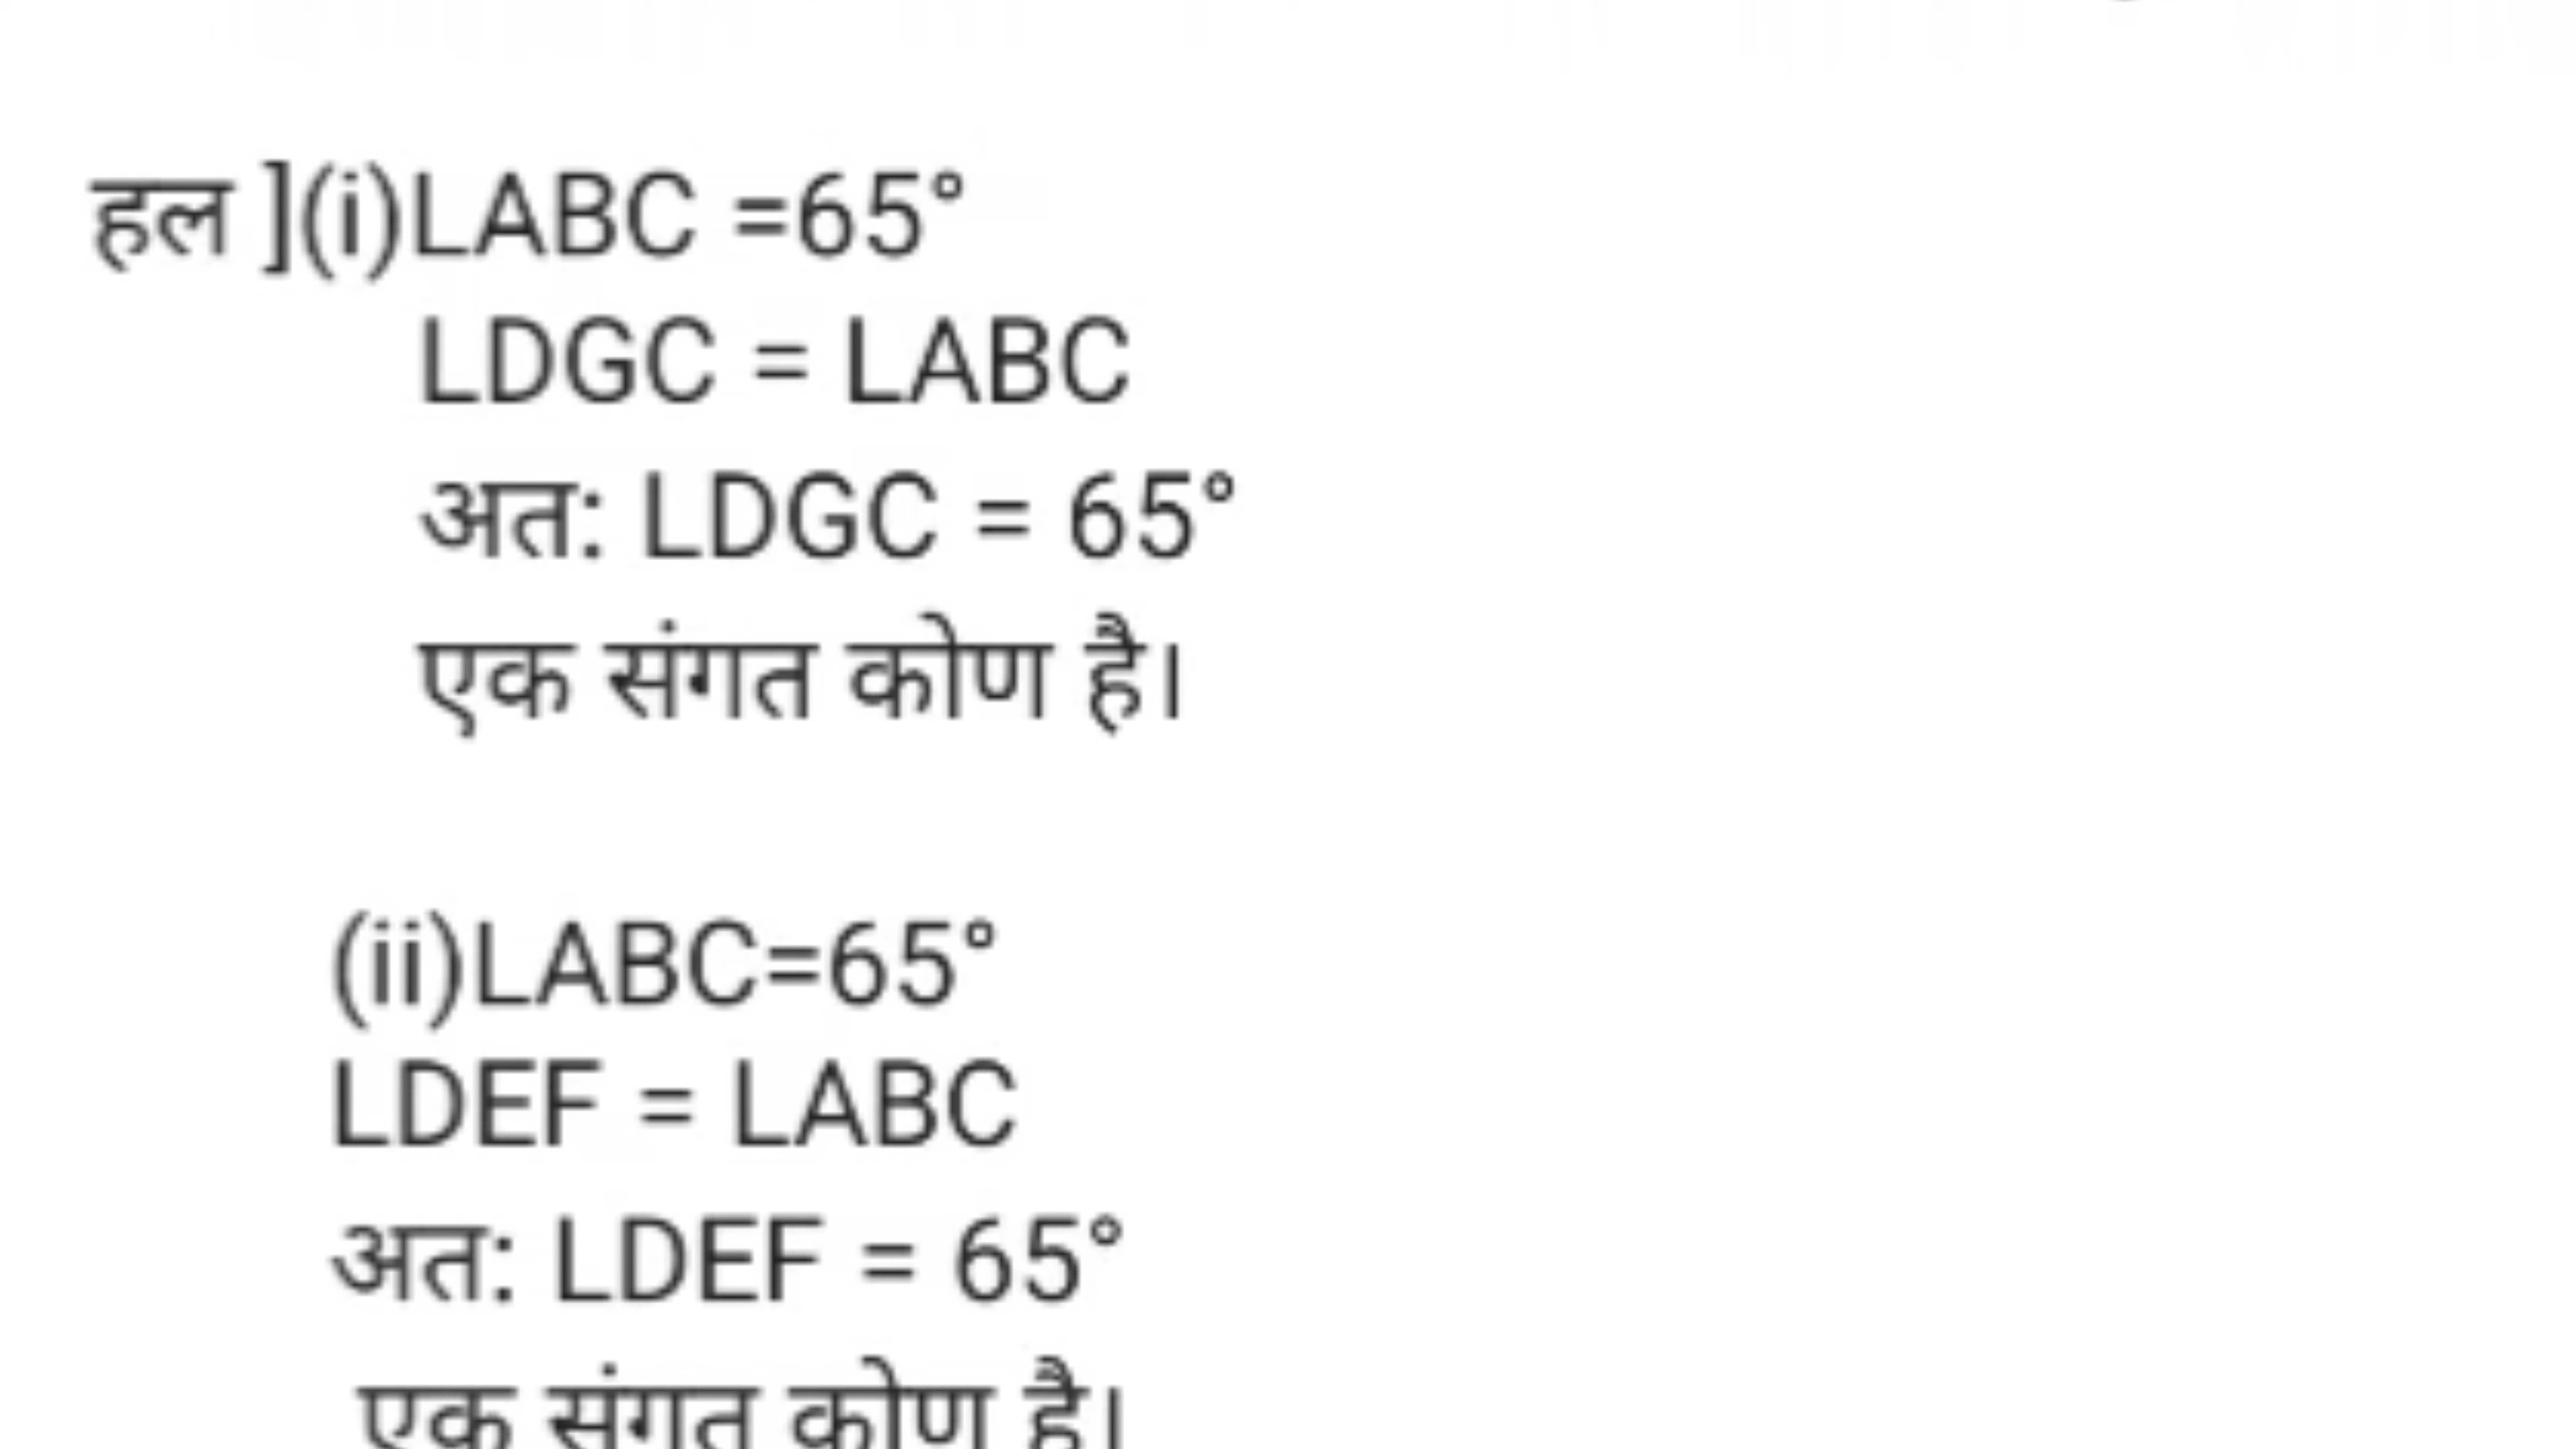 हल ](i)LABC =65°
LDGC = LABC
अत: LDGC = 65°
एक संगत कोण है।
(ii)LABC=65°
LDEF = LABC
अत: LDEF = 65°
एक संगत कोण है।